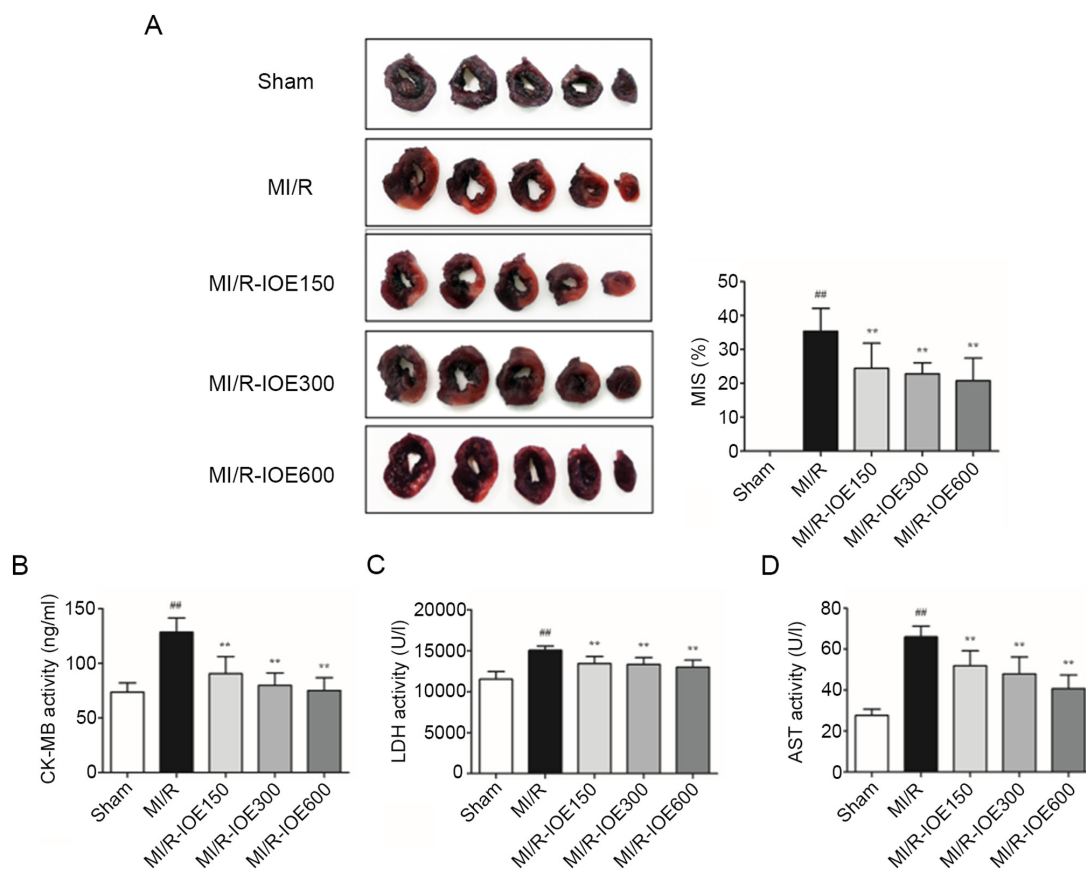 A
Sham
MI/R
MI/R-IOE150
MI/R-IOE300
MI/R-IOE600
MIS (%)
50
40
30
20
10
0
##
**
**
**
Sham
MI/R
MI/R-IOE150
MI/R-IOE300
MI/R-IOE600
B
CK-MB activity (ng/ml)
150
100
50
0
##
**
**
**
Sham
MI/R
MI/R-IOE150
MI/R-IOE300
MI/R-IOE600
C
LDH activity (U/l)
20000
15000
10000
5000
0
##
**
**
**
Sham
MI/R
MI/R-IOE150
MI/R-IOE300
MI/R-IOE600
D
AST activity (U/l)
80
60
40
20
0
##
**
**
**
Sham
MI/R
MI/R-IOE150
MI/R-IOE300
MI/R-IOE600